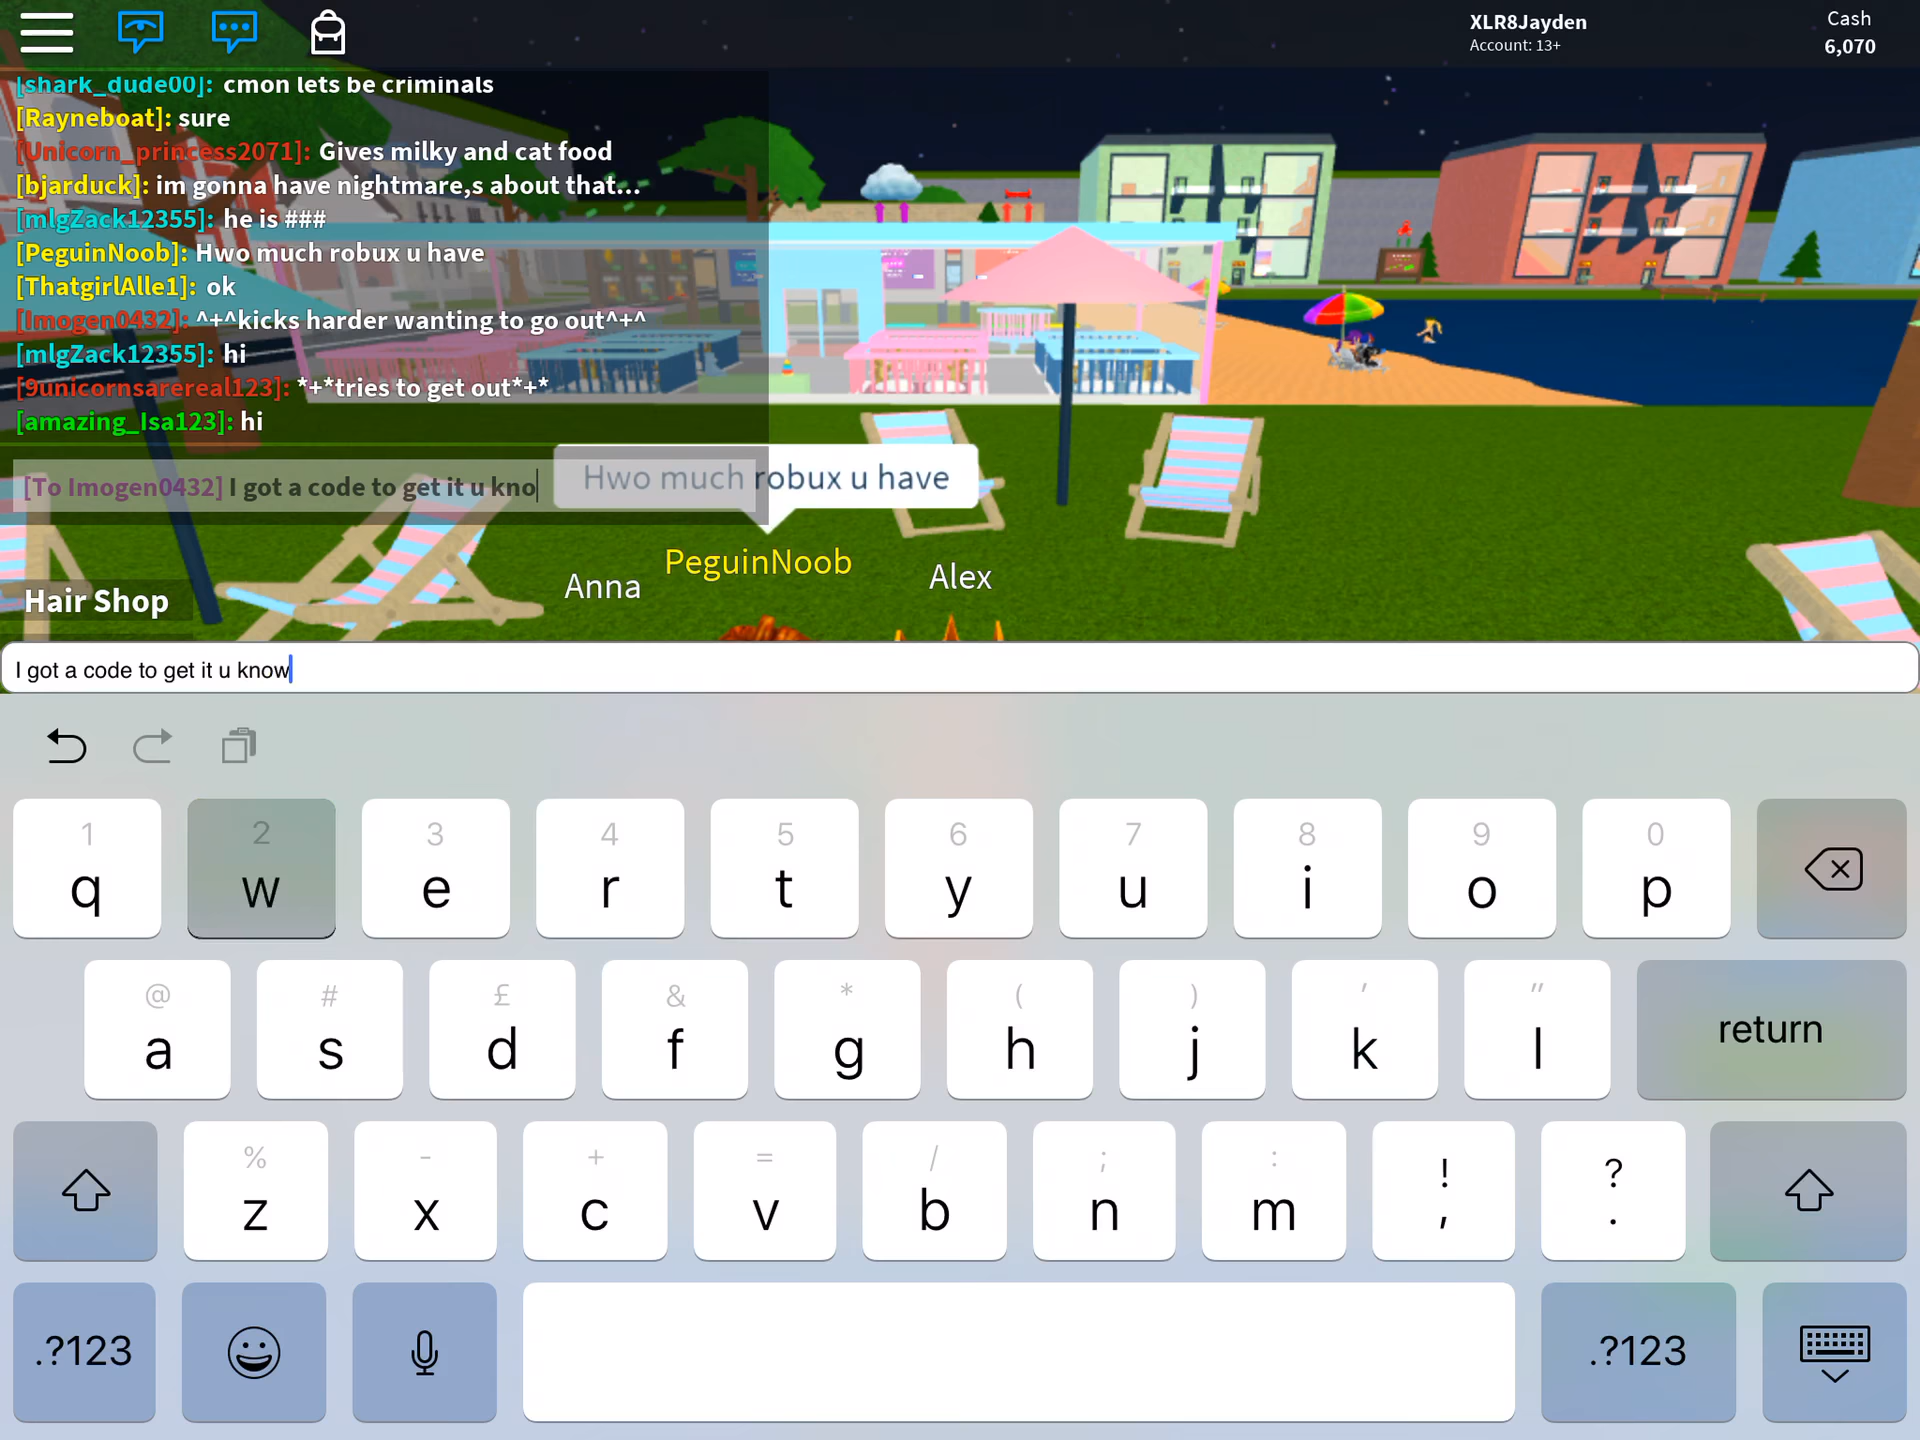 XLR8Jayden
Account: 13+
Cash
6,070
[shark_dude00]: cmon lets be criminals
[Rayneboat]: sure
[Unicorn_princess2071]: Gives milky and cat food
[bjarduck]: im gonna have nightmare,s about that...
[mlgZack12355]: he is ###
[PeguinNoob]: Hwo much robux u have
[ThatgirlAlle1]: ok
[Imogen0432]: ^+^kicks harder wanting to go out^+^
[mlgZack12355]: hi
[9unicornsarereal123]: *+*tries to get out*+*
[amazing_Isa123]: hi
[To Imogen0432] I got a code to get it u kno
Hwo much robux u have
Anna
PeguinNoob
Alex
Hair Shop
I got a code to get it u know
1 2 3 4 5 6 7 8 9 0
q w e r t y u i o p
@ # £ & * ( ) ' "
a s d f g h j k l return
% - + = / ; : ! ?
z x c v b n m , .
.?123 .?123